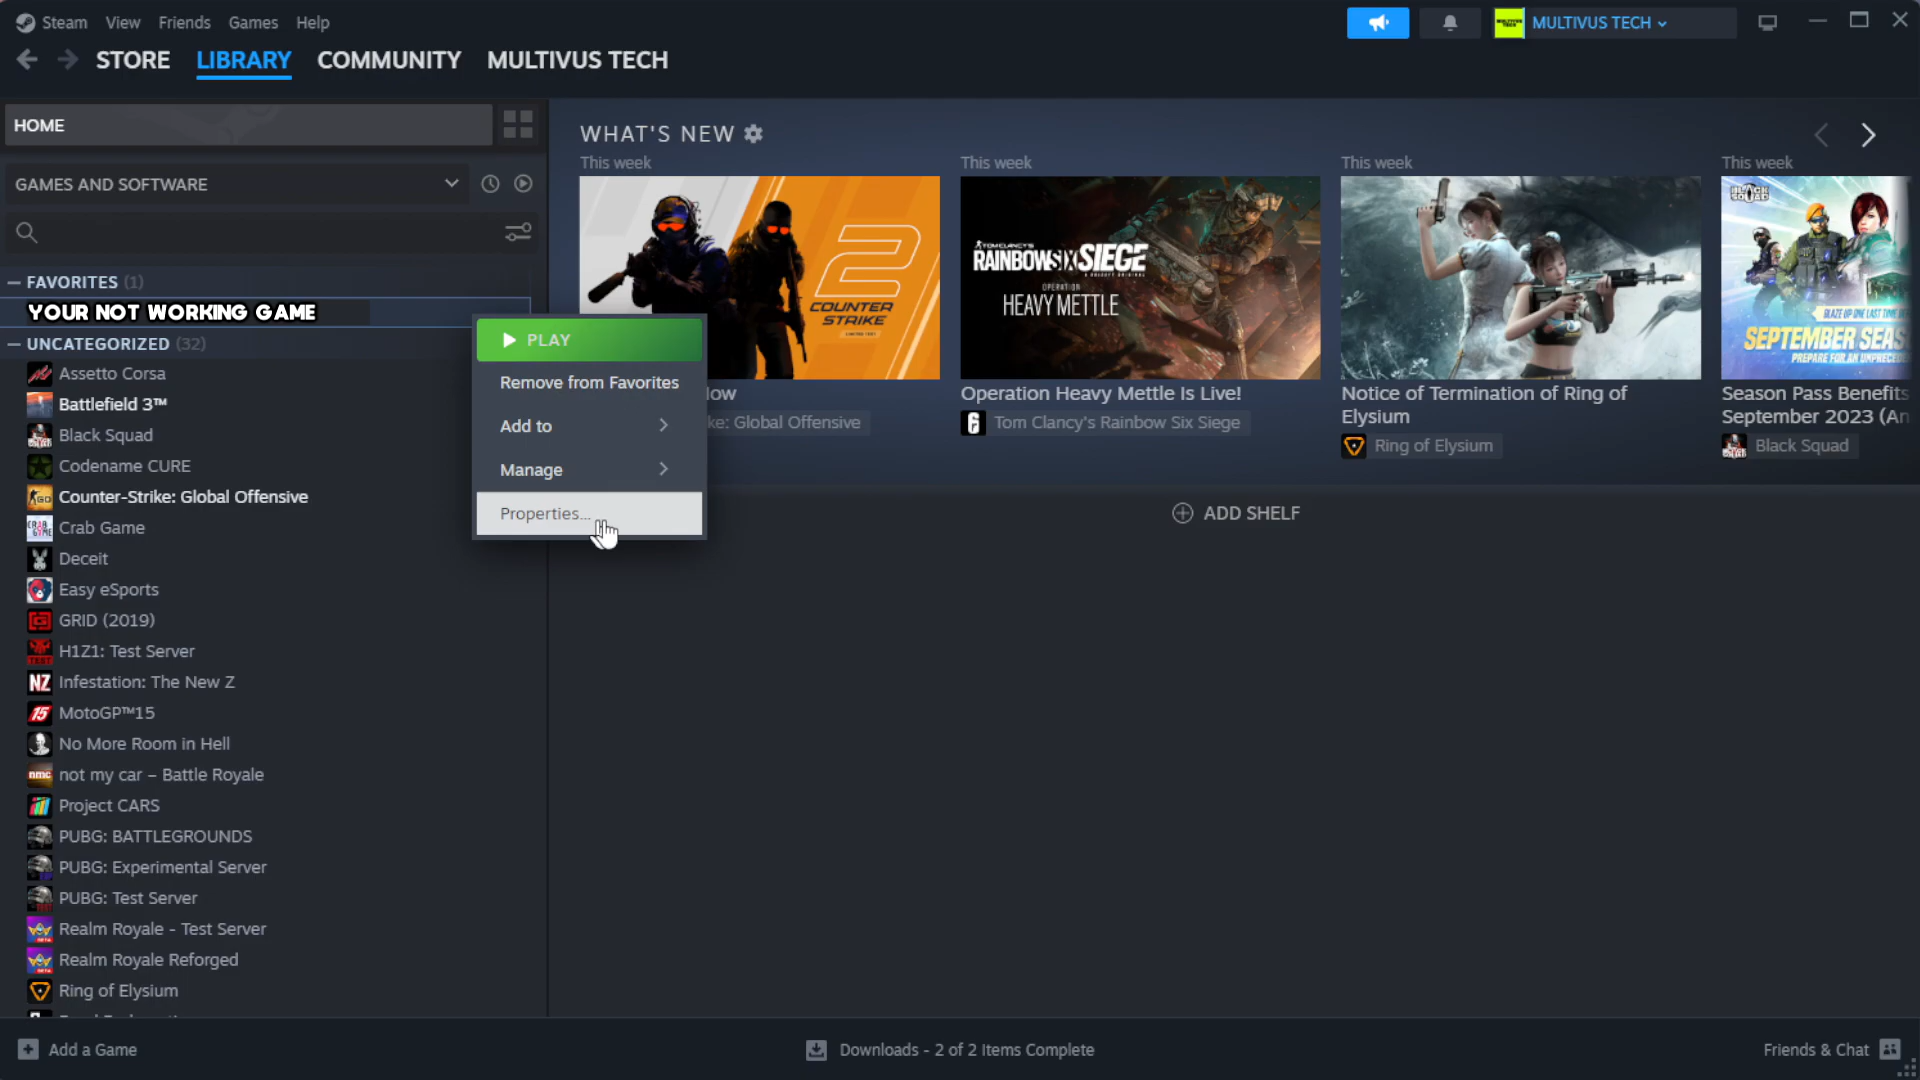 Steam View Friends Games Help
MULTIVUS TECH
STORE LIBRARY COMMUNITY MULTIVUS TECH
HOME
GAMES AND SOFTWARE
FAVORITES (1)
YOUR NOT WORKING GAME
UNCATEGORIZED (32)
Assetto Corsa
Battlefield 3™
Black Squad
Codename CURE
Counter-Strike: Global Offensive
Crab Game
Deceit
Easy eSports
GRID (2019)
H1Z1: Test Server
Infestation: The New Z
MotoGP™15
No More Room in Hell
not my car – Battle Royale
Project CARS
PUBG: BATTLEGROUNDS
PUBG: Experimental Server
PUBG: Test Server
Realm Royale - Test Server
Realm Royale Reforged
Ring of Elysium
PLAY
Remove from Favorites
Add to
Manage
Properties...
WHAT'S NEW
This week
2
COUNTER
STRIKE
ke: Global Offensive
This week
TOM CLANCY'S
RAINBOW SIX SIEGE
OPERATION
HEAVY METTLE
Operation Heavy Mettle Is Live!
Tom Clancy's Rainbow Six Siege
This week
Notice of Termination of Ring of
Elysium
Ring of Elysium
This week
BLACK
SQUAD
BLAZE UP ONE LAST TIME
SEPTEMBER SEAS
PREPARE FOR AN UNPRECEDE
Season Pass Benefits
September 2023 (An
Black Squad
ADD SHELF
Add a Game
Downloads - 2 of 2 Items Complete
Friends & Chat